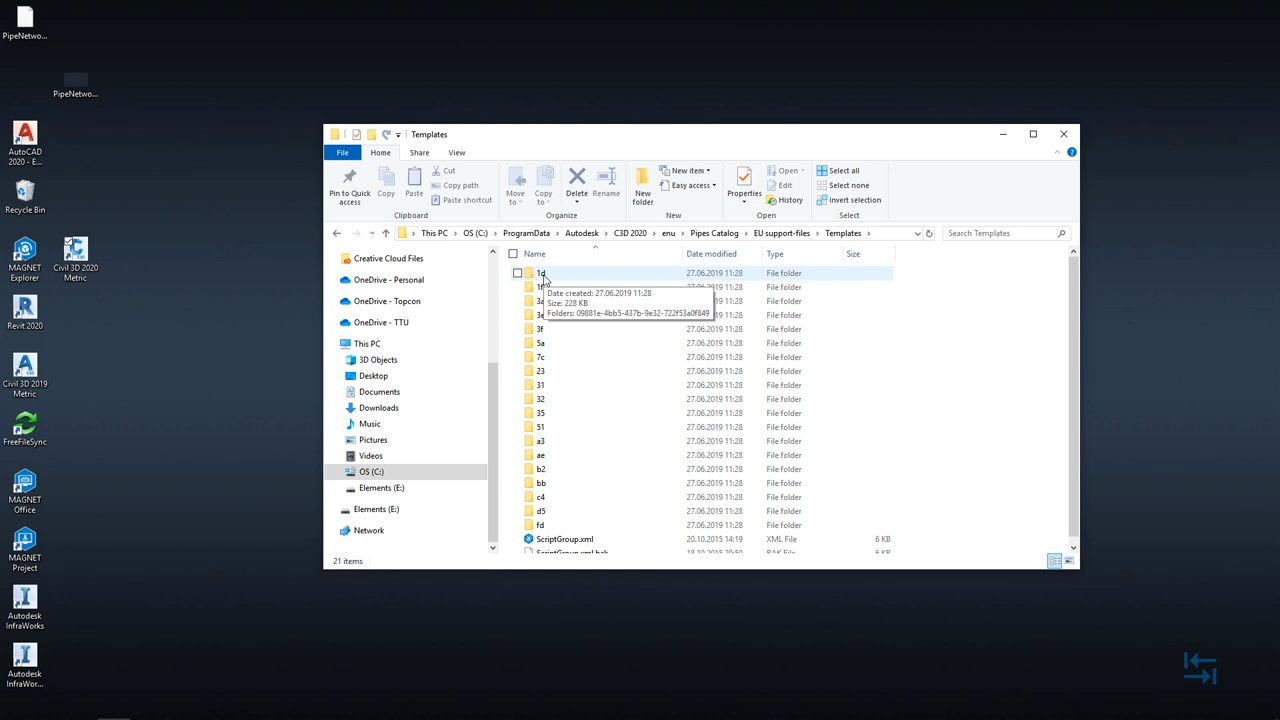 PipeNetwo...
PipeNetwo...
AutoCAD
2020 - E...
Recycle Bin
MAGNET
Explorer
Civil 3D 2020
Metric
Revit 2020
Civil 3D 2019
Metric
FreeFileSync
MAGNET
Office
MAGNET
Project
Autodesk
InfraWorks
Autodesk
InfraWor...
Templates
File Home Share View
Pin to Quick
access
Copy
Paste
Cut
Copy path
Paste shortcut
Clipboard
Move
to
Copy
to
Delete
Rename
Organize
New
folder
New item
Easy access
New
Properties
Open
Edit
History
Open
Select all
Select none
Invert selection
Select
This PC > OS (C:) > ProgramData > Autodesk > C3D 2020 > enu > Pipes Catalog > EU support-files > Templates >
Search Templates
Creative Cloud Files
OneDrive - Personal
OneDrive - Topcon
OneDrive - TTU
This PC
3D Objects
Desktop
Documents
Downloads
Music
Pictures
Videos
OS (C:)
Elements (E:)
Elements (E:)
Network
Name Date modified Type Size
1d 27.06.2019 11:28 File folder
27.06.2019 11:28 File folder
Date created: 27.06.2019 11:28
Size: 228 KB
Folders: 09881e-4bb5-437b-9e32-722f53a0f849
File folder
File folder
3f 27.06.2019 11:28 File folder
5a 27.06.2019 11:28 File folder
7c 27.06.2019 11:28 File folder
23 27.06.2019 11:28 File folder
31 27.06.2019 11:28 File folder
32 27.06.2019 11:28 File folder
35 27.06.2019 11:28 File folder
51 27.06.2019 11:28 File folder
a3 27.06.2019 11:28 File folder
ae 27.06.2019 11:28 File folder
b2 27.06.2019 11:28 File folder
bb 27.06.2019 11:28 File folder
c4 27.06.2019 11:28 File folder
d5 27.06.2019 11:28 File folder
fd 27.06.2019 11:28 File folder
ScriptGroup.xml 20.10.2015 14:19 XML File 6 KB
ScriptGroup.xml.bak 18.10.2015 20:50 BAK File 6 KB
21 items